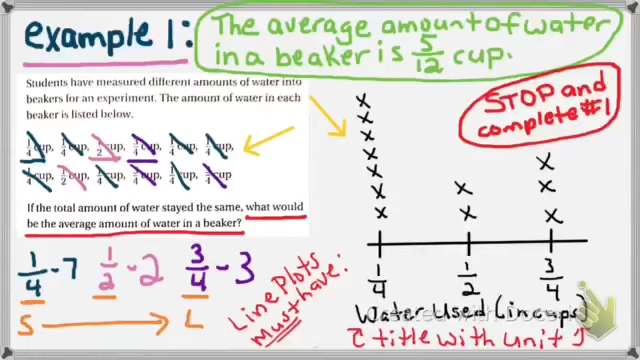 example 1:
The average amount of water
in a beaker is 5/12 cup.
Students have measured different amounts of water into
beakers for an experiment. The amount of water in each
beaker is listed below.
1/4 cup, 1/4 cup, 1/2 cup, 3/4 cup, 1/4 cup, 1/4 cup,
1/4 cup, 1/2 cup, 1/4 cup, 3/4 cup, 1/4 cup, 3/4 cup
If the total amount of water stayed the same, what would
be the average amount of water in a beaker?
1/4 - 7 1/2 - 2 3/4 - 3
S L
Line Plots
Must have:
STOP and
complete #1
x x x x x x x
x x
x x x
1/4 1/2 3/4
Water Used (in cups)
title with unit